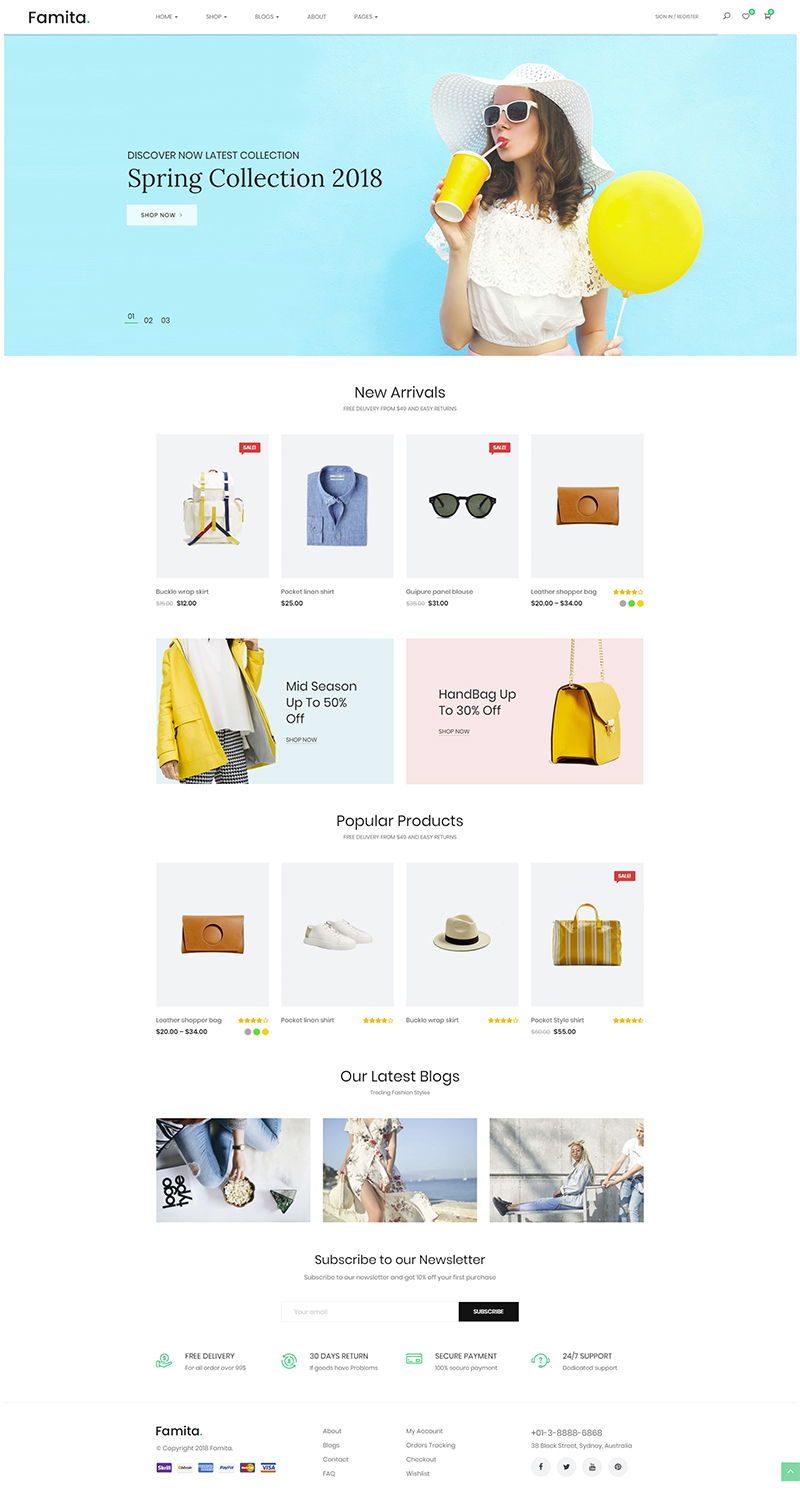 Famita.
HOME SHOP BLOGS ABOUT PAGES
SIGN IN / REGISTER
0 0
DISCOVER NOW LATEST COLLECTION
Spring Collection 2018
SHOP NOW >
01 02 03
New Arrivals
FREE DELIVERY FROM $49 AND EASY RETURNS
SALE!
SALE!
Buckle wrap skirt
$15.00 $12.00
Pocket linen shirt
$25.00
Guipure panel blouse
$35.00 $31.00
Leather shopper bag
$20.00 – $34.00
Mid Season
Up To 50%
Off
SHOP NOW
HandBag Up
To 30% Off
SHOP NOW
Popular Products
FREE DELIVERY FROM $49 AND EASY RETURNS
SALE!
Leather shopper bag
$20.00 – $34.00
Pocket linen shirt
Buckle wrap skirt
Pocket Style shirt
$60.00 $55.00
Our Latest Blogs
Treding Fashion Styles
logo
type
Subscribe to our Newsletter
Subscribe to our newsletter and get 10% off your first purchase
Your email
SUBSCRIBE
FREE DELIVERY
For all order over 99$
30 DAYS RETURN
If goods have Problems
SECURE PAYMENT
100% secure payment
24/7 SUPPORT
Dedicated support
Famita.
© Copyright 2018 Famita.
Skrill
PayPal
VISA
About
Blogs
Contact
FAQ
My Account
Orders Tracking
Checkout
Wishlist
+01-3-8888-6868
38 Block Street, Sydney, Australia